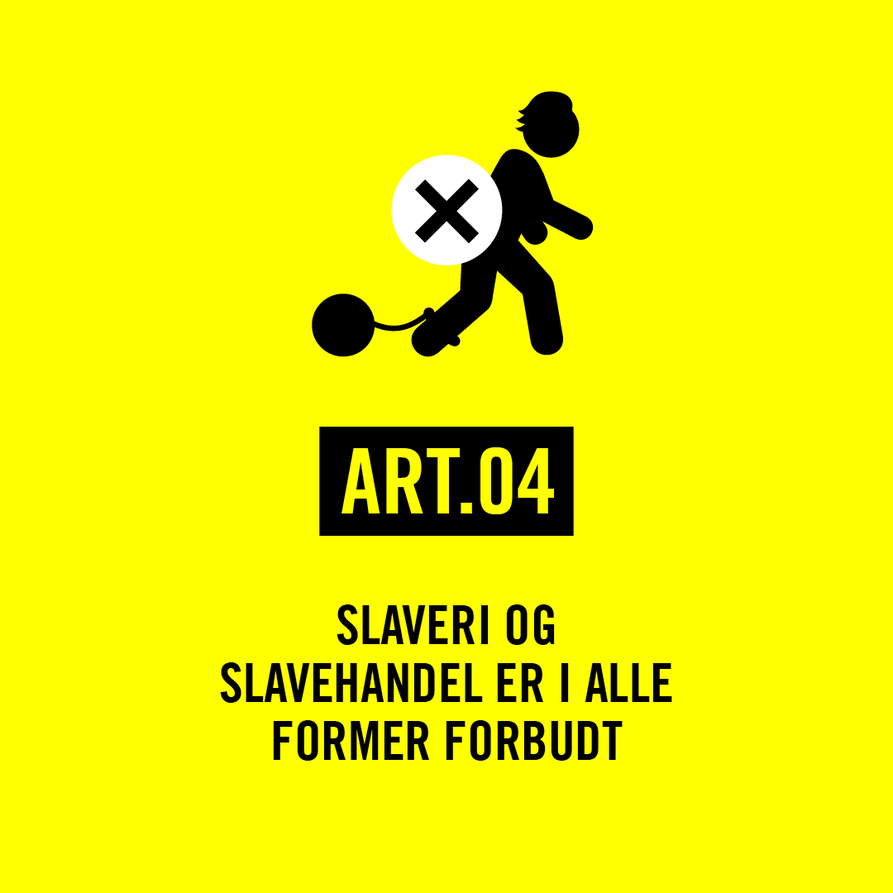 ART.04
SLAVERI OG
SLAVEHANDEL ER I ALLE
FORMER FORBUDT